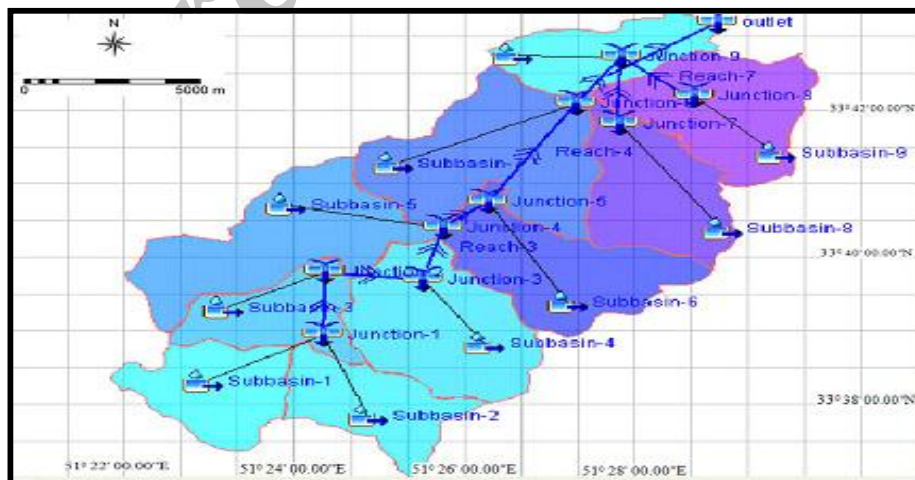 N
outlet
Junction-9
0 5000 m
Reach-7
Junction-8
33° 42' 00.00"N
Junction-7
Reach-4
Subbasin-
Subbasin-9
Subbasin-5
Junction-5
Junction-4
Subbasin-8
Reach-3
33° 40' 00.00"N
Junction-3
Subbasin-3
Subbasin-6
Junction-1
Subbasin-4
Subbasin-1
33° 38' 00.00"N
Subbasin-2
51° 22' 00.00"E
51° 24' 00.00"E
51° 26' 00.00"E
51° 28' 00.00"E